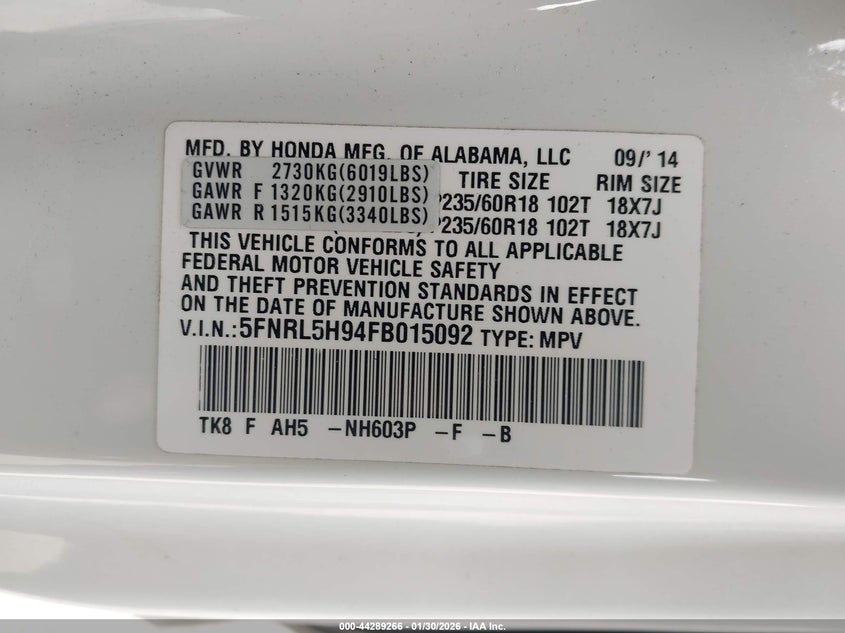 MFD. BY HONDA MFG. OF ALABAMA, LLC 09/' 14
GVWR 2730KG(6019LBS) TIRE SIZE RIM SIZE
GAWR F 1320KG(2910LBS) P235/60R18 102T 18X7J
GAWR R 1515KG(3340LBS) P235/60R18 102T 18X7J
THIS VEHICLE CONFORMS TO ALL APPLICABLE
FEDERAL MOTOR VEHICLE SAFETY
AND THEFT PREVENTION STANDARDS IN EFFECT
ON THE DATE OF MANUFACTURE SHOWN ABOVE.
V.I.N.:5FNRL5H94FB015092 TYPE: MPV
TK8 F AH5 -NH603P -F -B
000-44289266 - 01/30/2026 - IAA Inc.